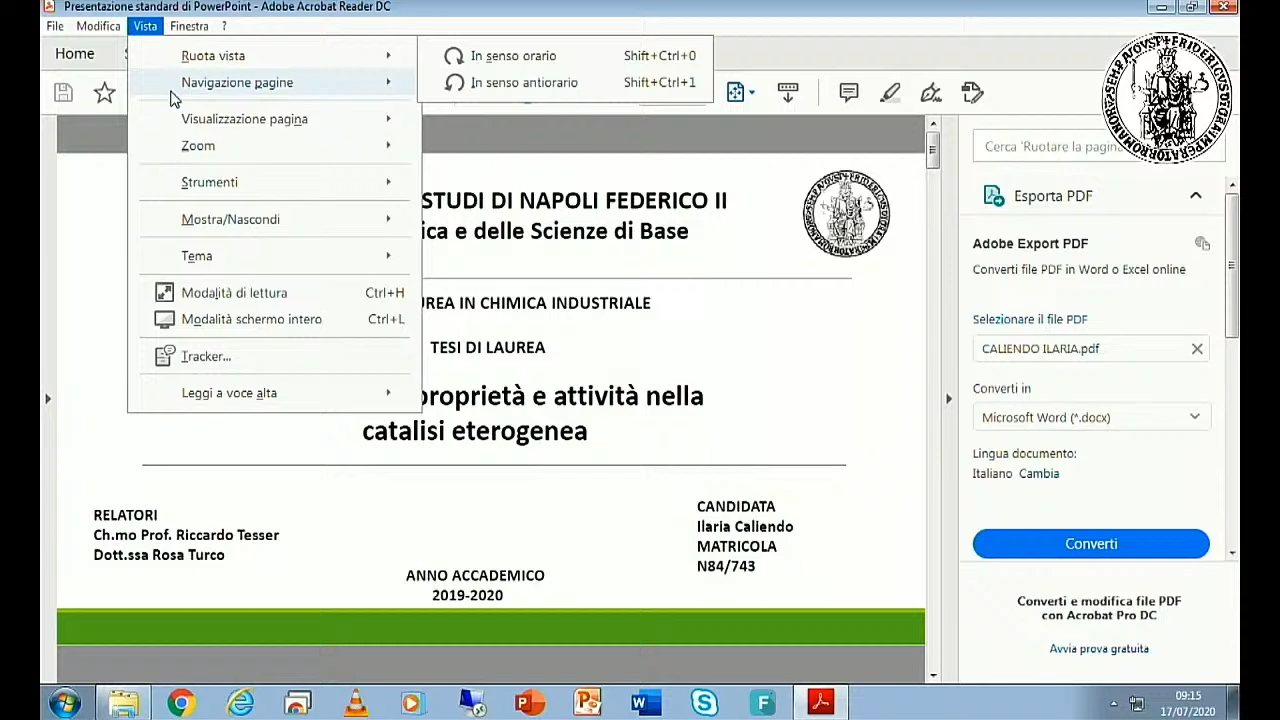 Presentazione standard di PowerPoint - Adobe Acrobat Reader DC
File Modifica Vista Finestra ?
Home
Ruota vista
Navigazione pagine
Visualizzazione pagina
Zoom
Strumenti
Mostra/Nascondi
Tema
Modalità di lettura Ctrl+H
Modalità schermo intero Ctrl+L
Tracker...
Leggi a voce alta
In senso orario Shift+Ctrl+0
In senso antiorario Shift+Ctrl+1
STUDI DI NAPOLI FEDERICO II
ica e delle Scienze di Base
UREA IN CHIMICA INDUSTRIALE
TESI DI LAUREA
proprietà e attività nella
catalisi eterogenea
RELATORI
Ch.mo Prof. Riccardo Tesser
Dott.ssa Rosa Turco
CANDIDATA
Ilaria Caliendo
MATRICOLA
N84/743
ANNO ACCADEMICO
2019-2020
Cerca 'Ruotare la pagina
Esporta PDF
Adobe Export PDF
Converti file PDF in Word o Excel online
Selezionare il file PDF
CALIENDO ILARIA.pdf
Converti in
Microsoft Word (*.docx)
Lingua documento:
Italiano Cambia
Converti
Converti e modifica file PDF
con Acrobat Pro DC
Avvia prova gratuita
09:15
17/07/2020